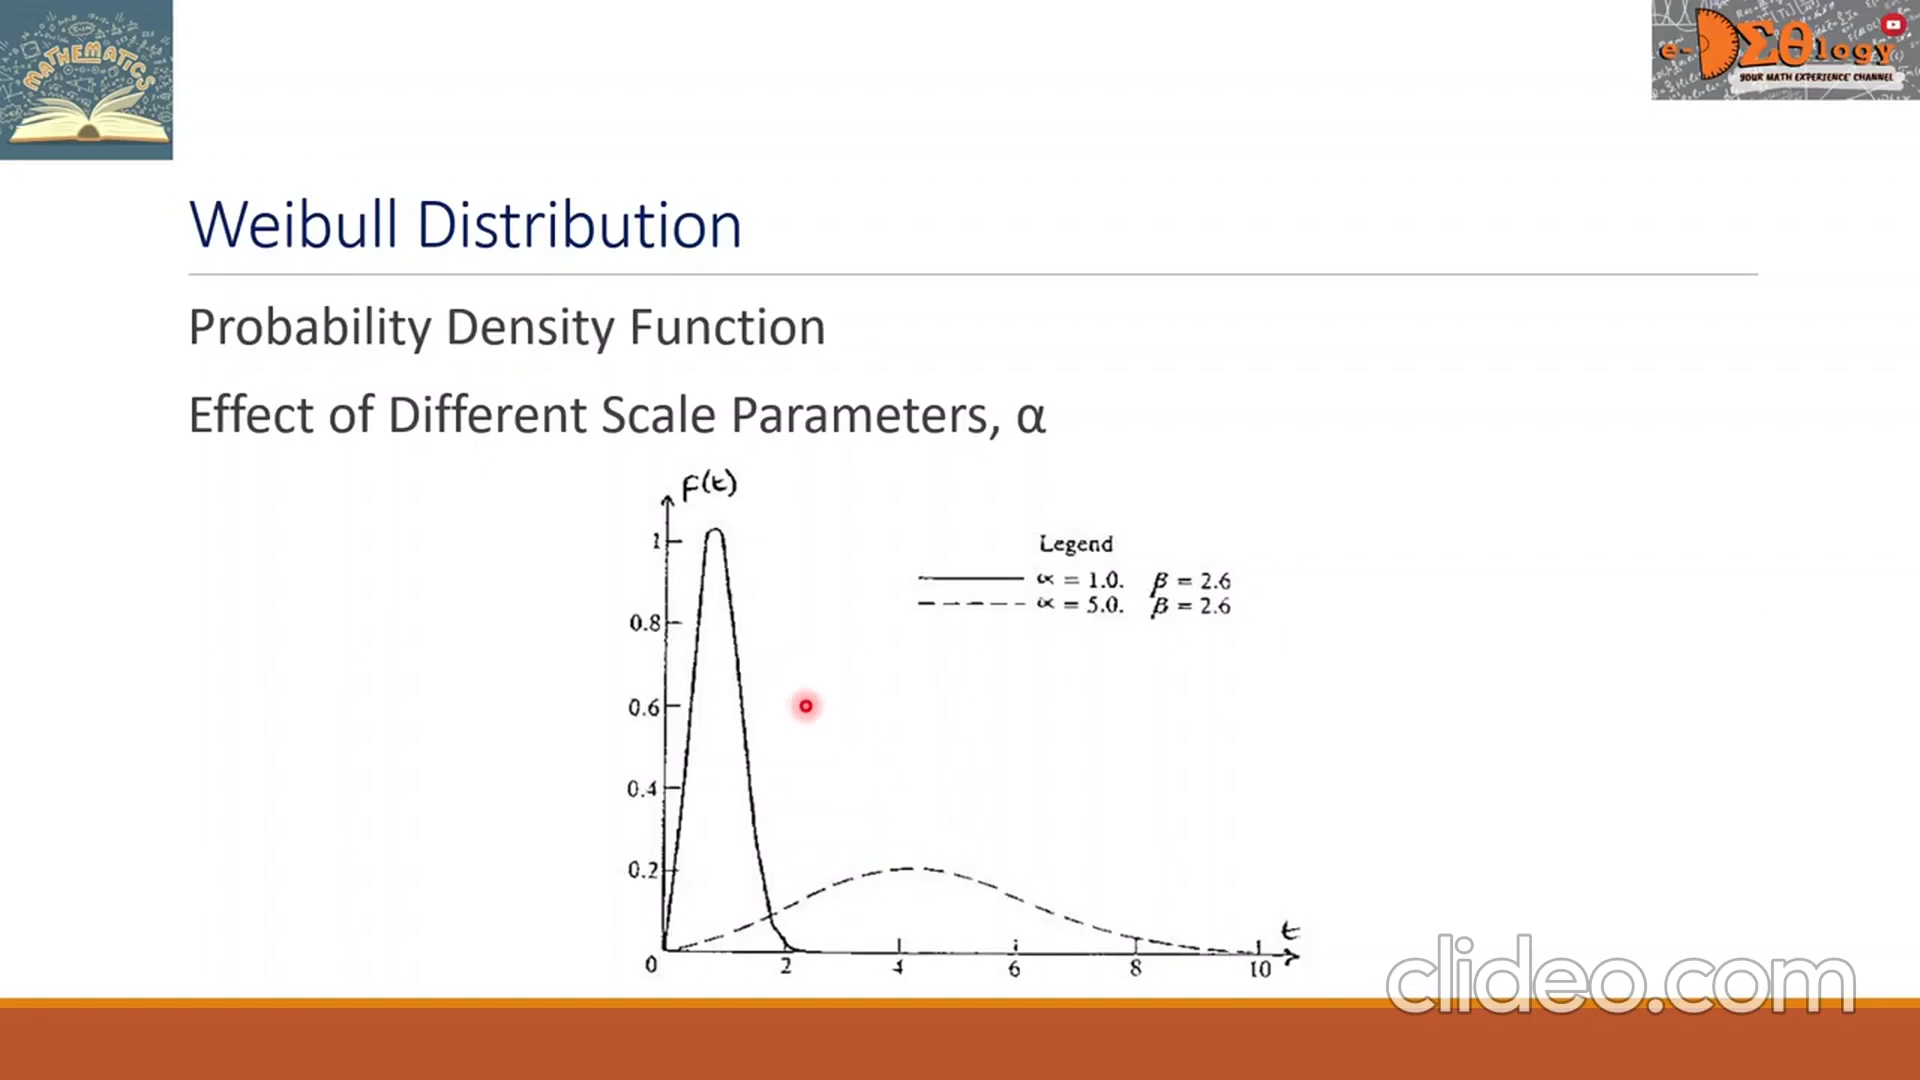 MATHEMATICS
e-DΣθlogy
YOUR MATH EXPERIENCE CHANNEL
Weibull Distribution
Probability Density Function
Effect of Different Scale Parameters, α
F(t)
Legend
α = 1.0. β = 2.6
α = 5.0. β = 2.6
1
0.8
0.6
0.4
0.2
t
0 2 4 6 8 10
clideo.com